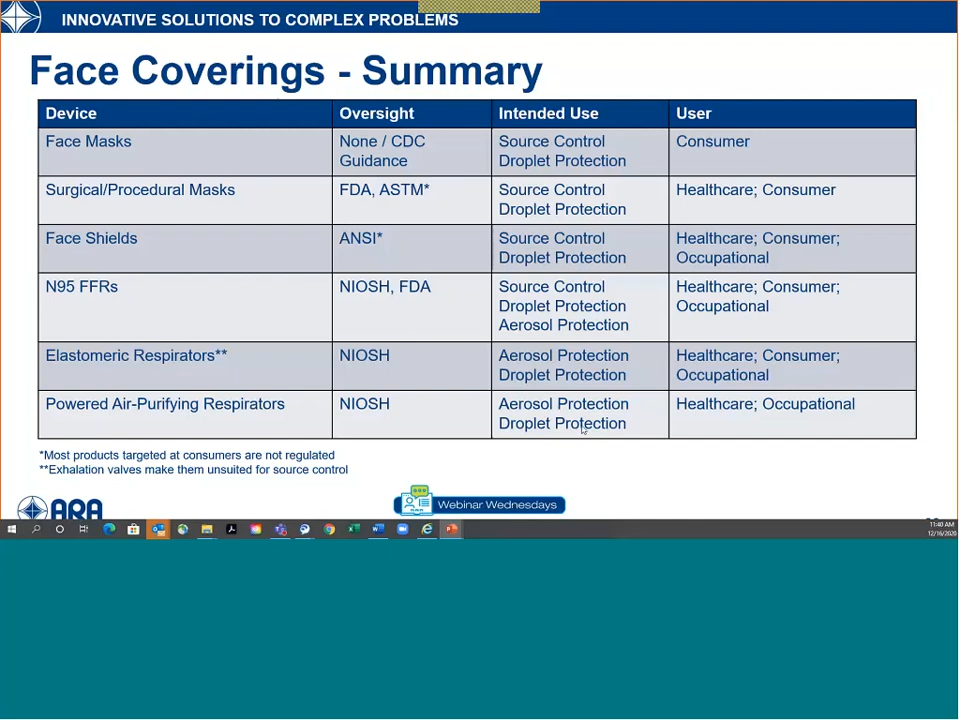 INNOVATIVE SOLUTIONS TO COMPLEX PROBLEMS
Face Coverings - Summary
Device Oversight Intended Use User
Face Masks
None / CDC
Guidance
Source Control
Droplet Protection
Consumer
Surgical/Procedural Masks
FDA, ASTM*
Source Control
Droplet Protection
Healthcare; Consumer
Face Shields
ANSI*
Source Control
Droplet Protection
Healthcare; Consumer;
Occupational
N95 FFRs
NIOSH, FDA
Source Control
Droplet Protection
Aerosol Protection
Healthcare; Consumer;
Occupational
Elastomeric Respirators**
NIOSH
Aerosol Protection
Droplet Protection
Healthcare; Consumer;
Occupational
Powered Air-Purifying Respirators
NIOSH
Aerosol Protection
Droplet Protection
Healthcare; Occupational
*Most products targeted at consumers are not regulated
**Exhalation valves make them unsuited for source control
ARA
Webinar Wednesdays
11:40 AM
12/16/2020